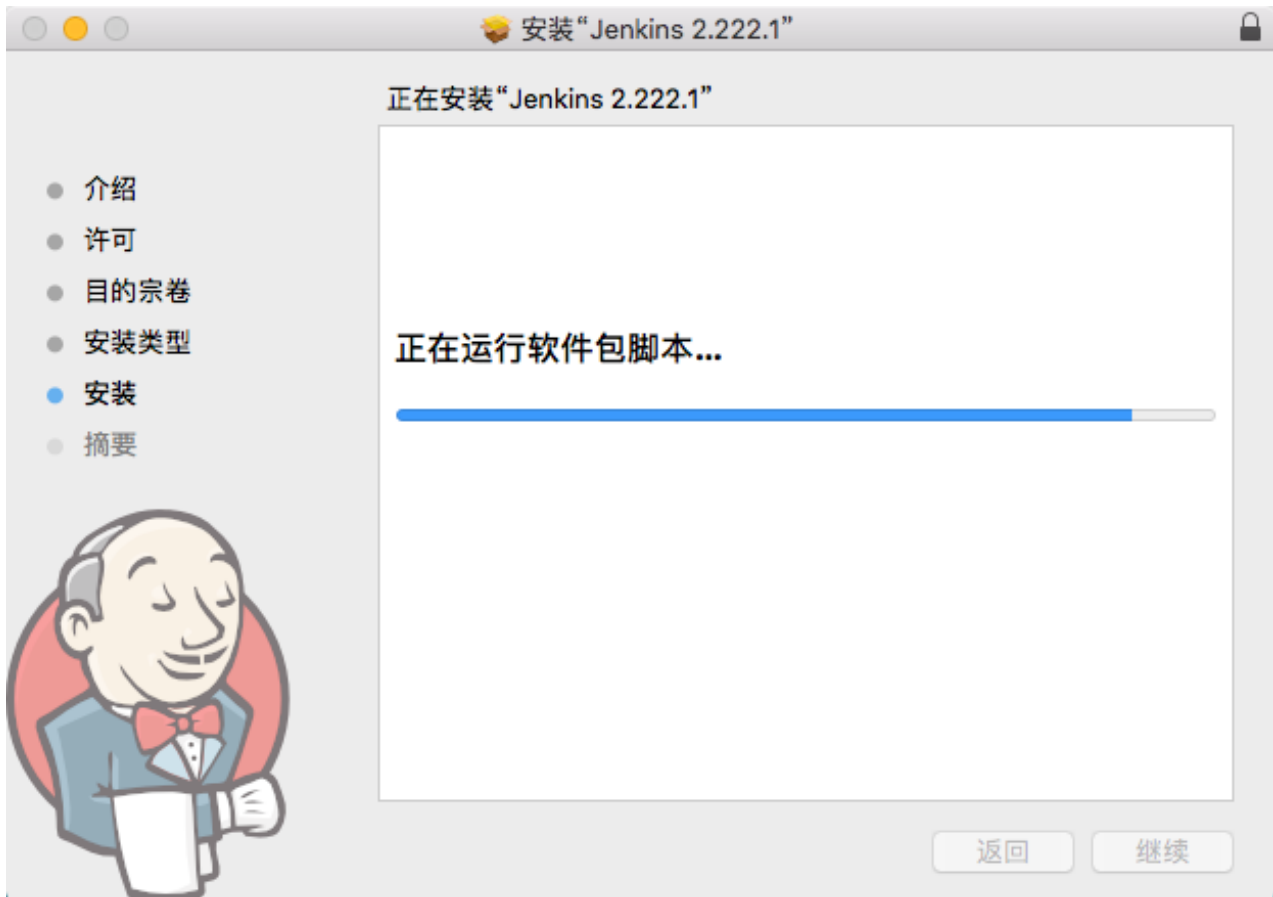 安装“Jenkins 2.222.1”
正在安装“Jenkins 2.222.1”
介绍
许可
目的宗卷
安装类型
安装
摘要
正在运行软件包脚本...
返回
继续